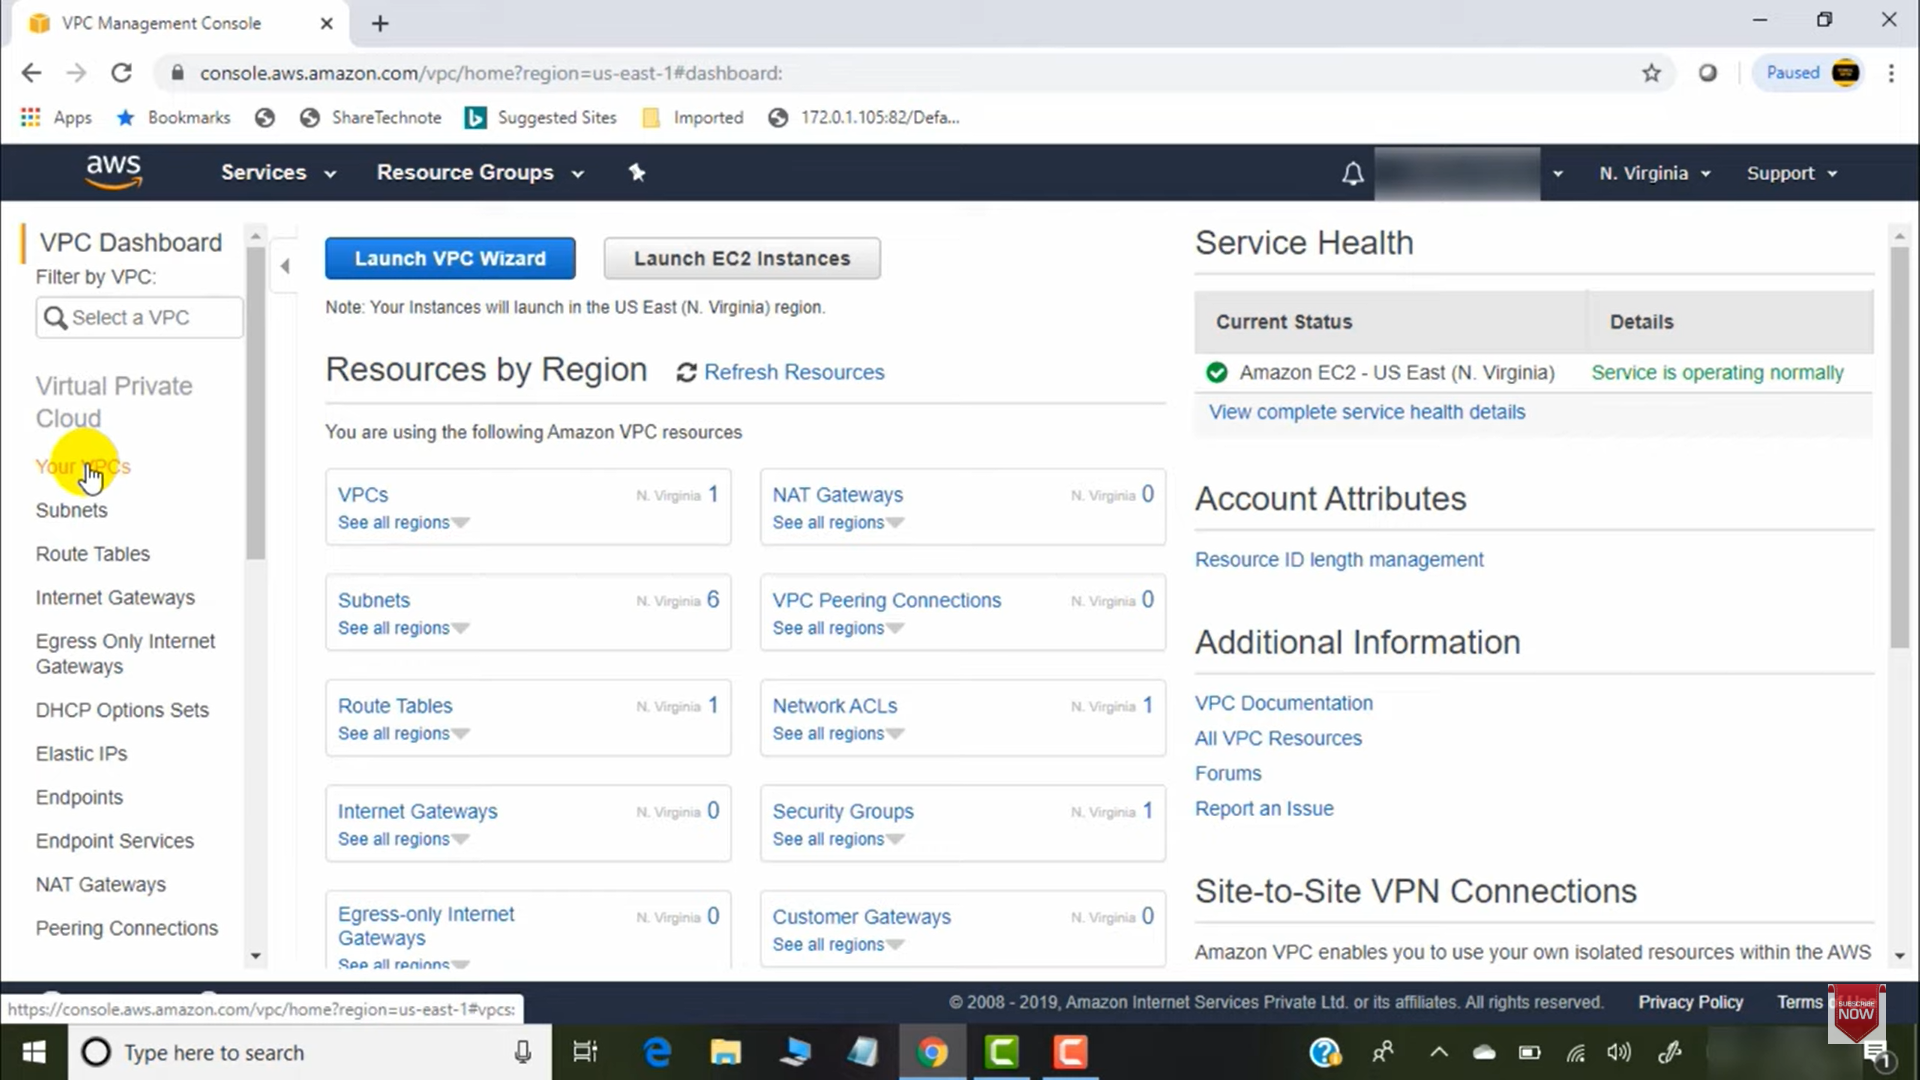 VPC Management Console
console.aws.amazon.com/vpc/home?region=us-east-1#dashboard:
Paused
Apps
Bookmarks
ShareTechnote
Suggested Sites
Imported
172.0.1.105:82/Defa...
aws
Services
Resource Groups
N. Virginia
Support
VPC Dashboard
Filter by VPC:
Select a VPC
Virtual Private
Cloud
Your VPCs
Subnets
Route Tables
Internet Gateways
Egress Only Internet
Gateways
DHCP Options Sets
Elastic IPs
Endpoints
Endpoint Services
NAT Gateways
Peering Connections
Launch VPC Wizard
Launch EC2 Instances
Note: Your Instances will launch in the US East (N. Virginia) region.
Resources by Region
Refresh Resources
You are using the following Amazon VPC resources
VPCs N. Virginia 1
See all regions
NAT Gateways N. Virginia 0
See all regions
Subnets N. Virginia 6
See all regions
VPC Peering Connections N. Virginia 0
See all regions
Route Tables N. Virginia 1
See all regions
Network ACLs N. Virginia 1
See all regions
Internet Gateways N. Virginia 0
See all regions
Security Groups N. Virginia 1
See all regions
Egress-only Internet N. Virginia 0
Gateways
See all regions
Customer Gateways N. Virginia 0
See all regions
Service Health
Current Status Details
Amazon EC2 - US East (N. Virginia) Service is operating normally
View complete service health details
Account Attributes
Resource ID length management
Additional Information
VPC Documentation
All VPC Resources
Forums
Report an Issue
Site-to-Site VPN Connections
Amazon VPC enables you to use your own isolated resources within the AWS
https://console.aws.amazon.com/vpc/home?region=us-east-1#vpcs:
© 2008 - 2019, Amazon Internet Services Private Ltd. or its affiliates. All rights reserved.
Privacy Policy
Terms
SUBSCRIBE
NOW
Type here to search
1